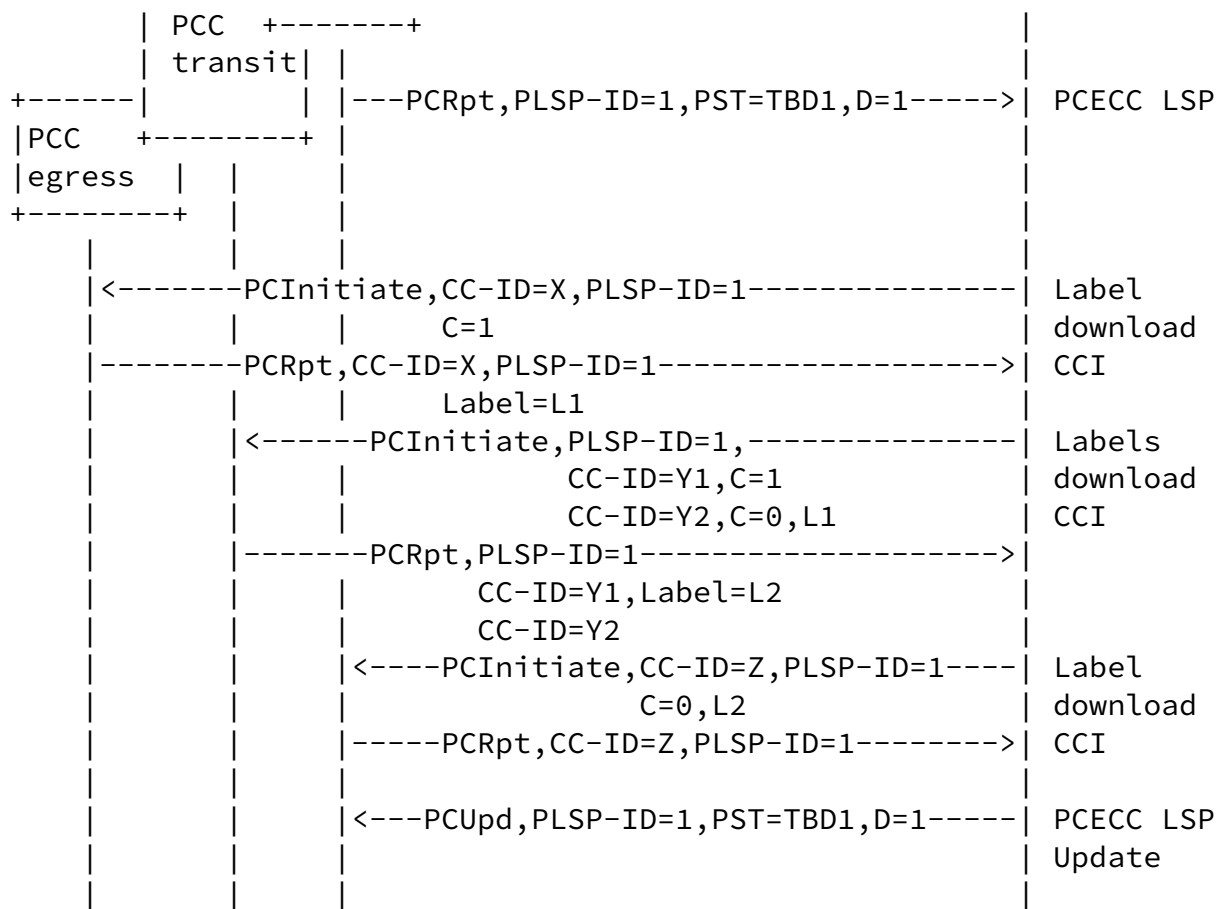 | PCC +-------+ |
| transit| | |
+------| | |---PCRpt,PLSP-ID=1,PST=TBD1,D=1----->| PCECC LSP
|PCC +--------+ | |
|egress | | | |
+--------+ | | |
| | | |
|<-------PCInitiate,CC-ID=X,PLSP-ID=1---------------| Label
| | | C=1 | download
|--------PCRpt,CC-ID=X,PLSP-ID=1------------------->| CCI
| | | Label=L1 |
| |<------PCInitiate,PLSP-ID=1,---------------| Labels
| | | CC-ID=Y1,C=1 | download
| | | CC-ID=Y2,C=0,L1 | CCI
| |-------PCRpt,PLSP-ID=1-------------------->|
| | | CC-ID=Y1,Label=L2 |
| | | CC-ID=Y2 |
| | |<----PCInitiate,CC-ID=Z,PLSP-ID=1----| Label
| | | C=0,L2 | download
| | |-----PCRpt,CC-ID=Z,PLSP-ID=1-------->| CCI
| | | |
| | |<---PCUpd,PLSP-ID=1,PST=TBD1,D=1-----| PCECC LSP
| | | | Update
| | | |